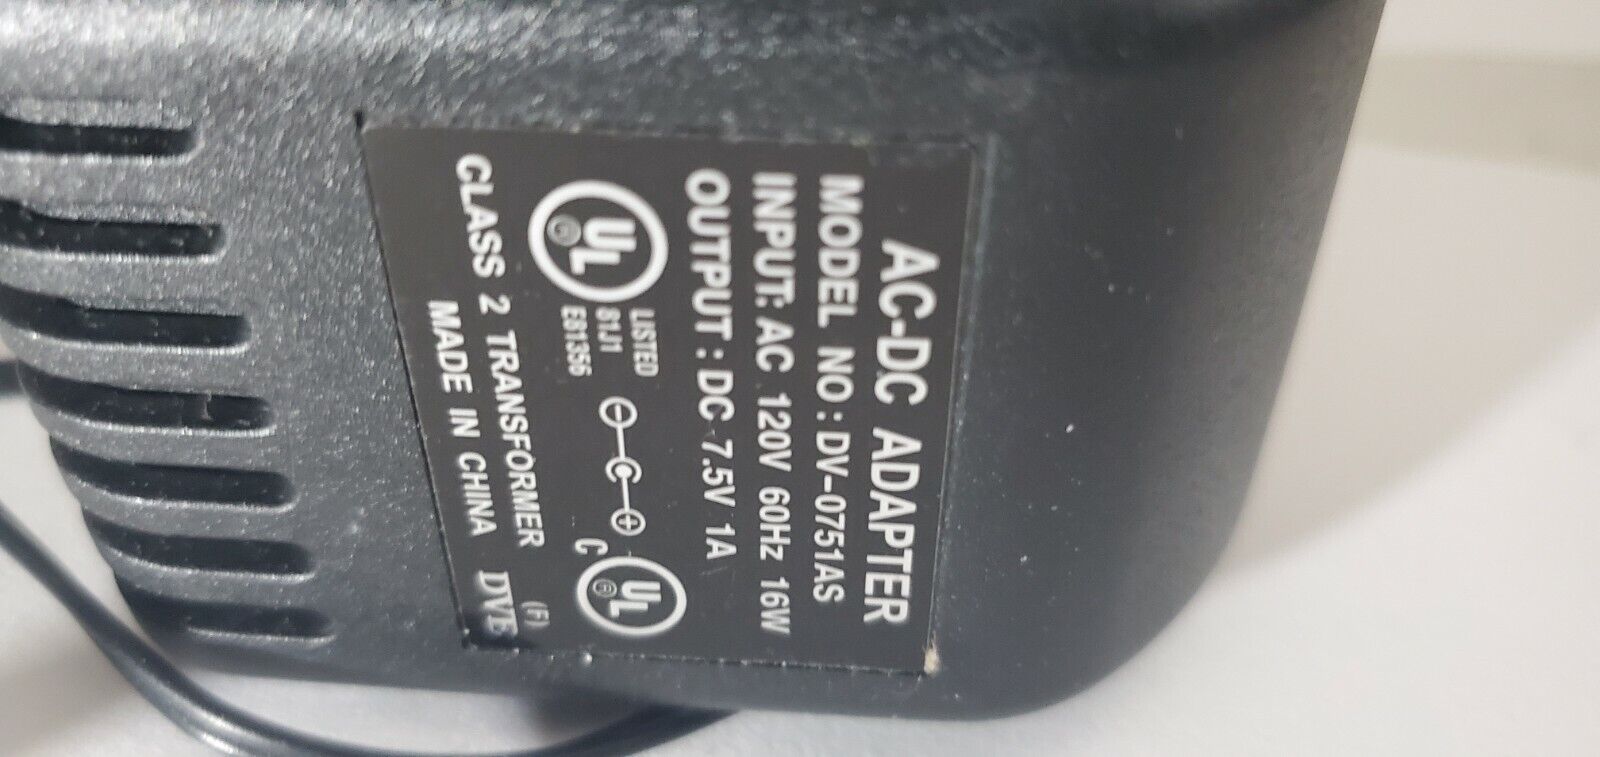 AC-DC ADAPTER
MODEL NO : DV-0751AS
INPUT: AC 120V 60Hz 16W
OUTPUT : DC 7.5V 1A
UL ®
LISTED
81J1
E81356
C UL ®
CLASS 2 TRANSFORMER (F)
MADE IN CHINA DVE